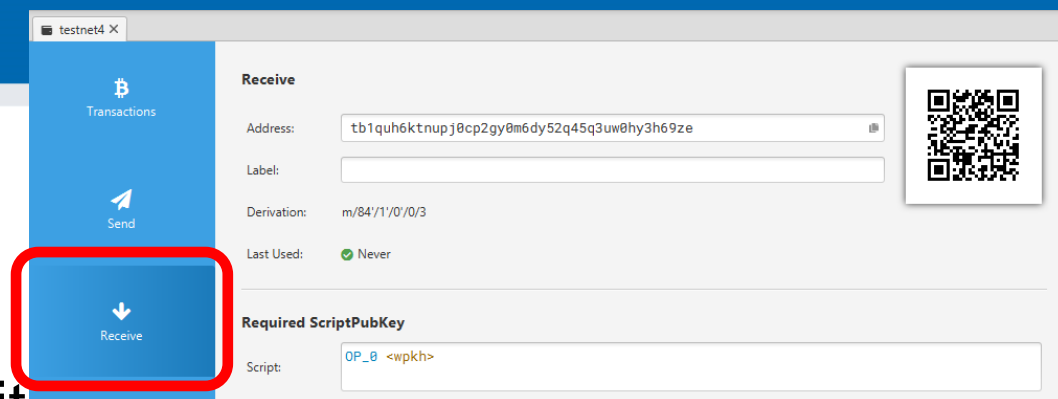 testnet4
Transactions
Send
Receive
Receive
Address: tb1quh6ktnupj0cp2gy0m6dy52q45q3uw0hy3h69ze
Label:
Derivation: m/84'/1'/0'/0/3
Last Used: Never
Required ScriptPubKey
Script: OP_0 <wpkh>